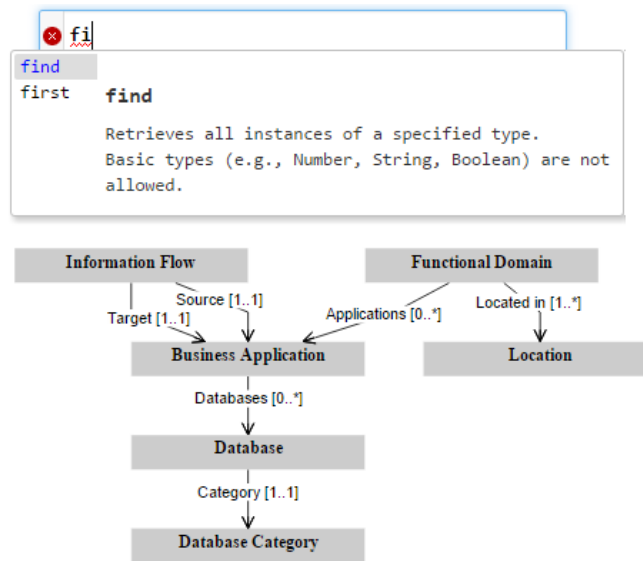 fi
find
first
find
Retrieves all instances of a specified type.
Basic types (e.g., Number, String, Boolean) are not
allowed.
Information Flow
Functional Domain
Source [1..1]
Target [1..1]
Applications [0..*]
Located in [1..*]
Business Application
Location
Databases [0..*]
Database
Category [1..1]
Database Category